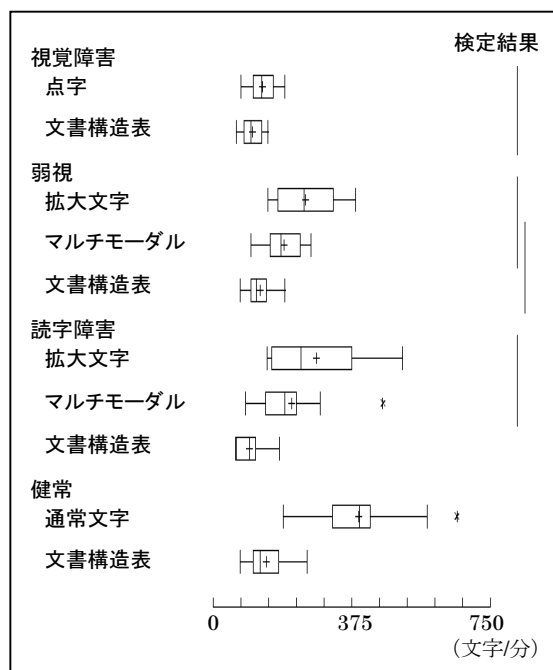 検定結果
視覚障害
点字
文書構造表
弱視
拡大文字
マルチモーダル
文書構造表
読字障害
拡大文字
マルチモーダル
文書構造表
健常
通常文字
文書構造表
0 375 750
(文字/分)